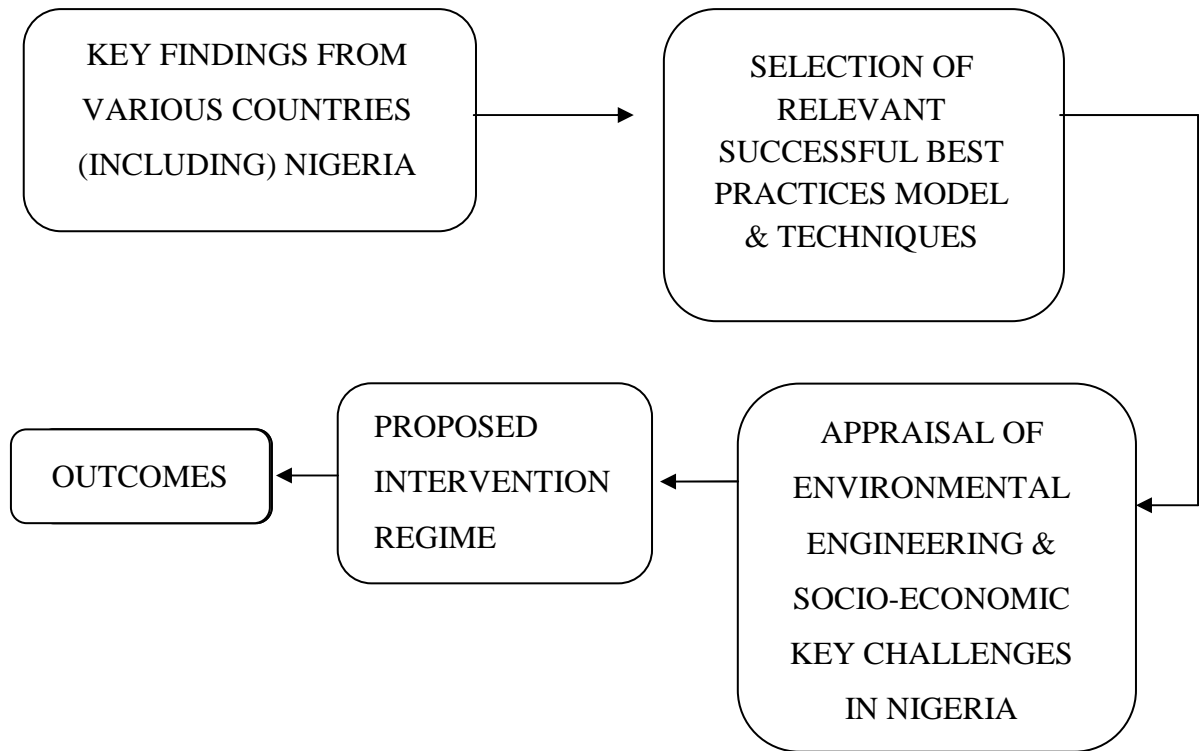 KEY FINDINGS FROM
VARIOUS COUNTRIES
(INCLUDING) NIGERIA
SELECTION OF
RELEVANT
SUCCESSFUL BEST
PRACTICES MODEL
& TECHNIQUES
APPRAISAL OF
ENVIRONMENTAL
ENGINEERING &
SOCIO-ECONOMIC
KEY CHALLENGES
IN NIGERIA
PROPOSED
INTERVENTION
REGIME
OUTCOMES